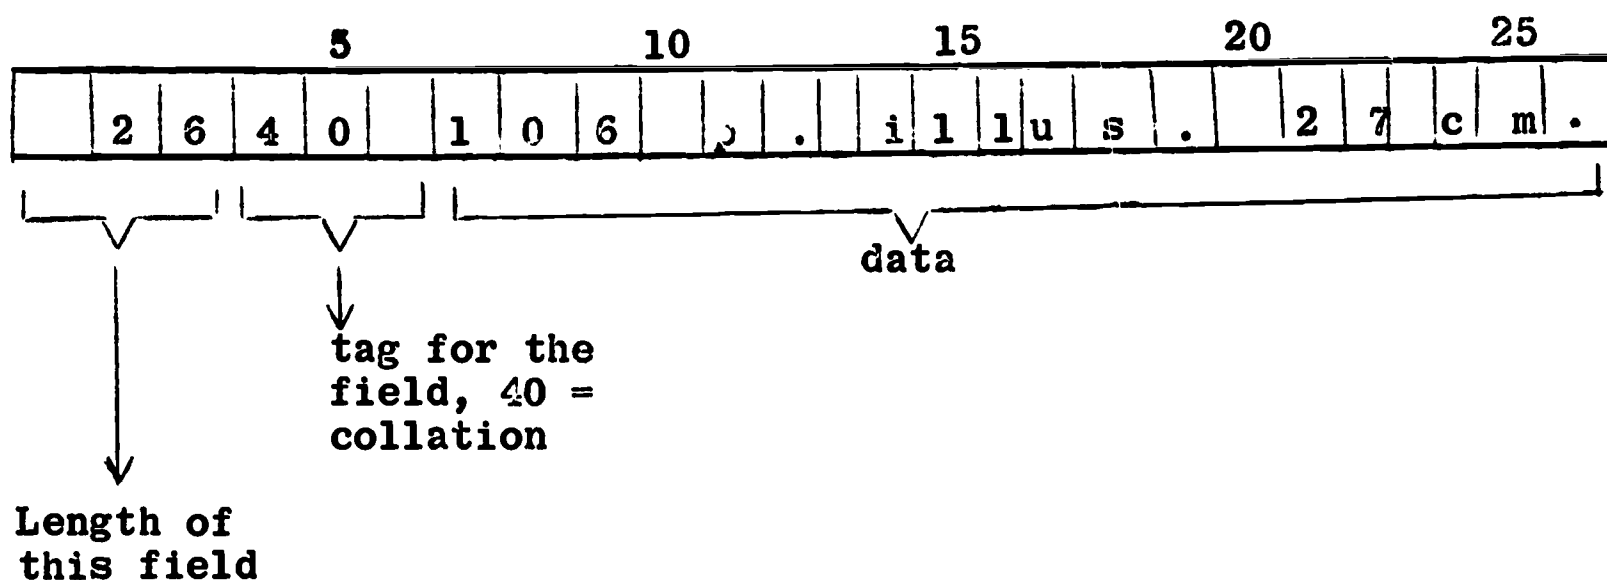 5 10 15 20 25
2 6 4 0 1 0 6 . i l l u s . 2 7 c m .
data
tag for the
field, 40 =
collation
Length of
this field